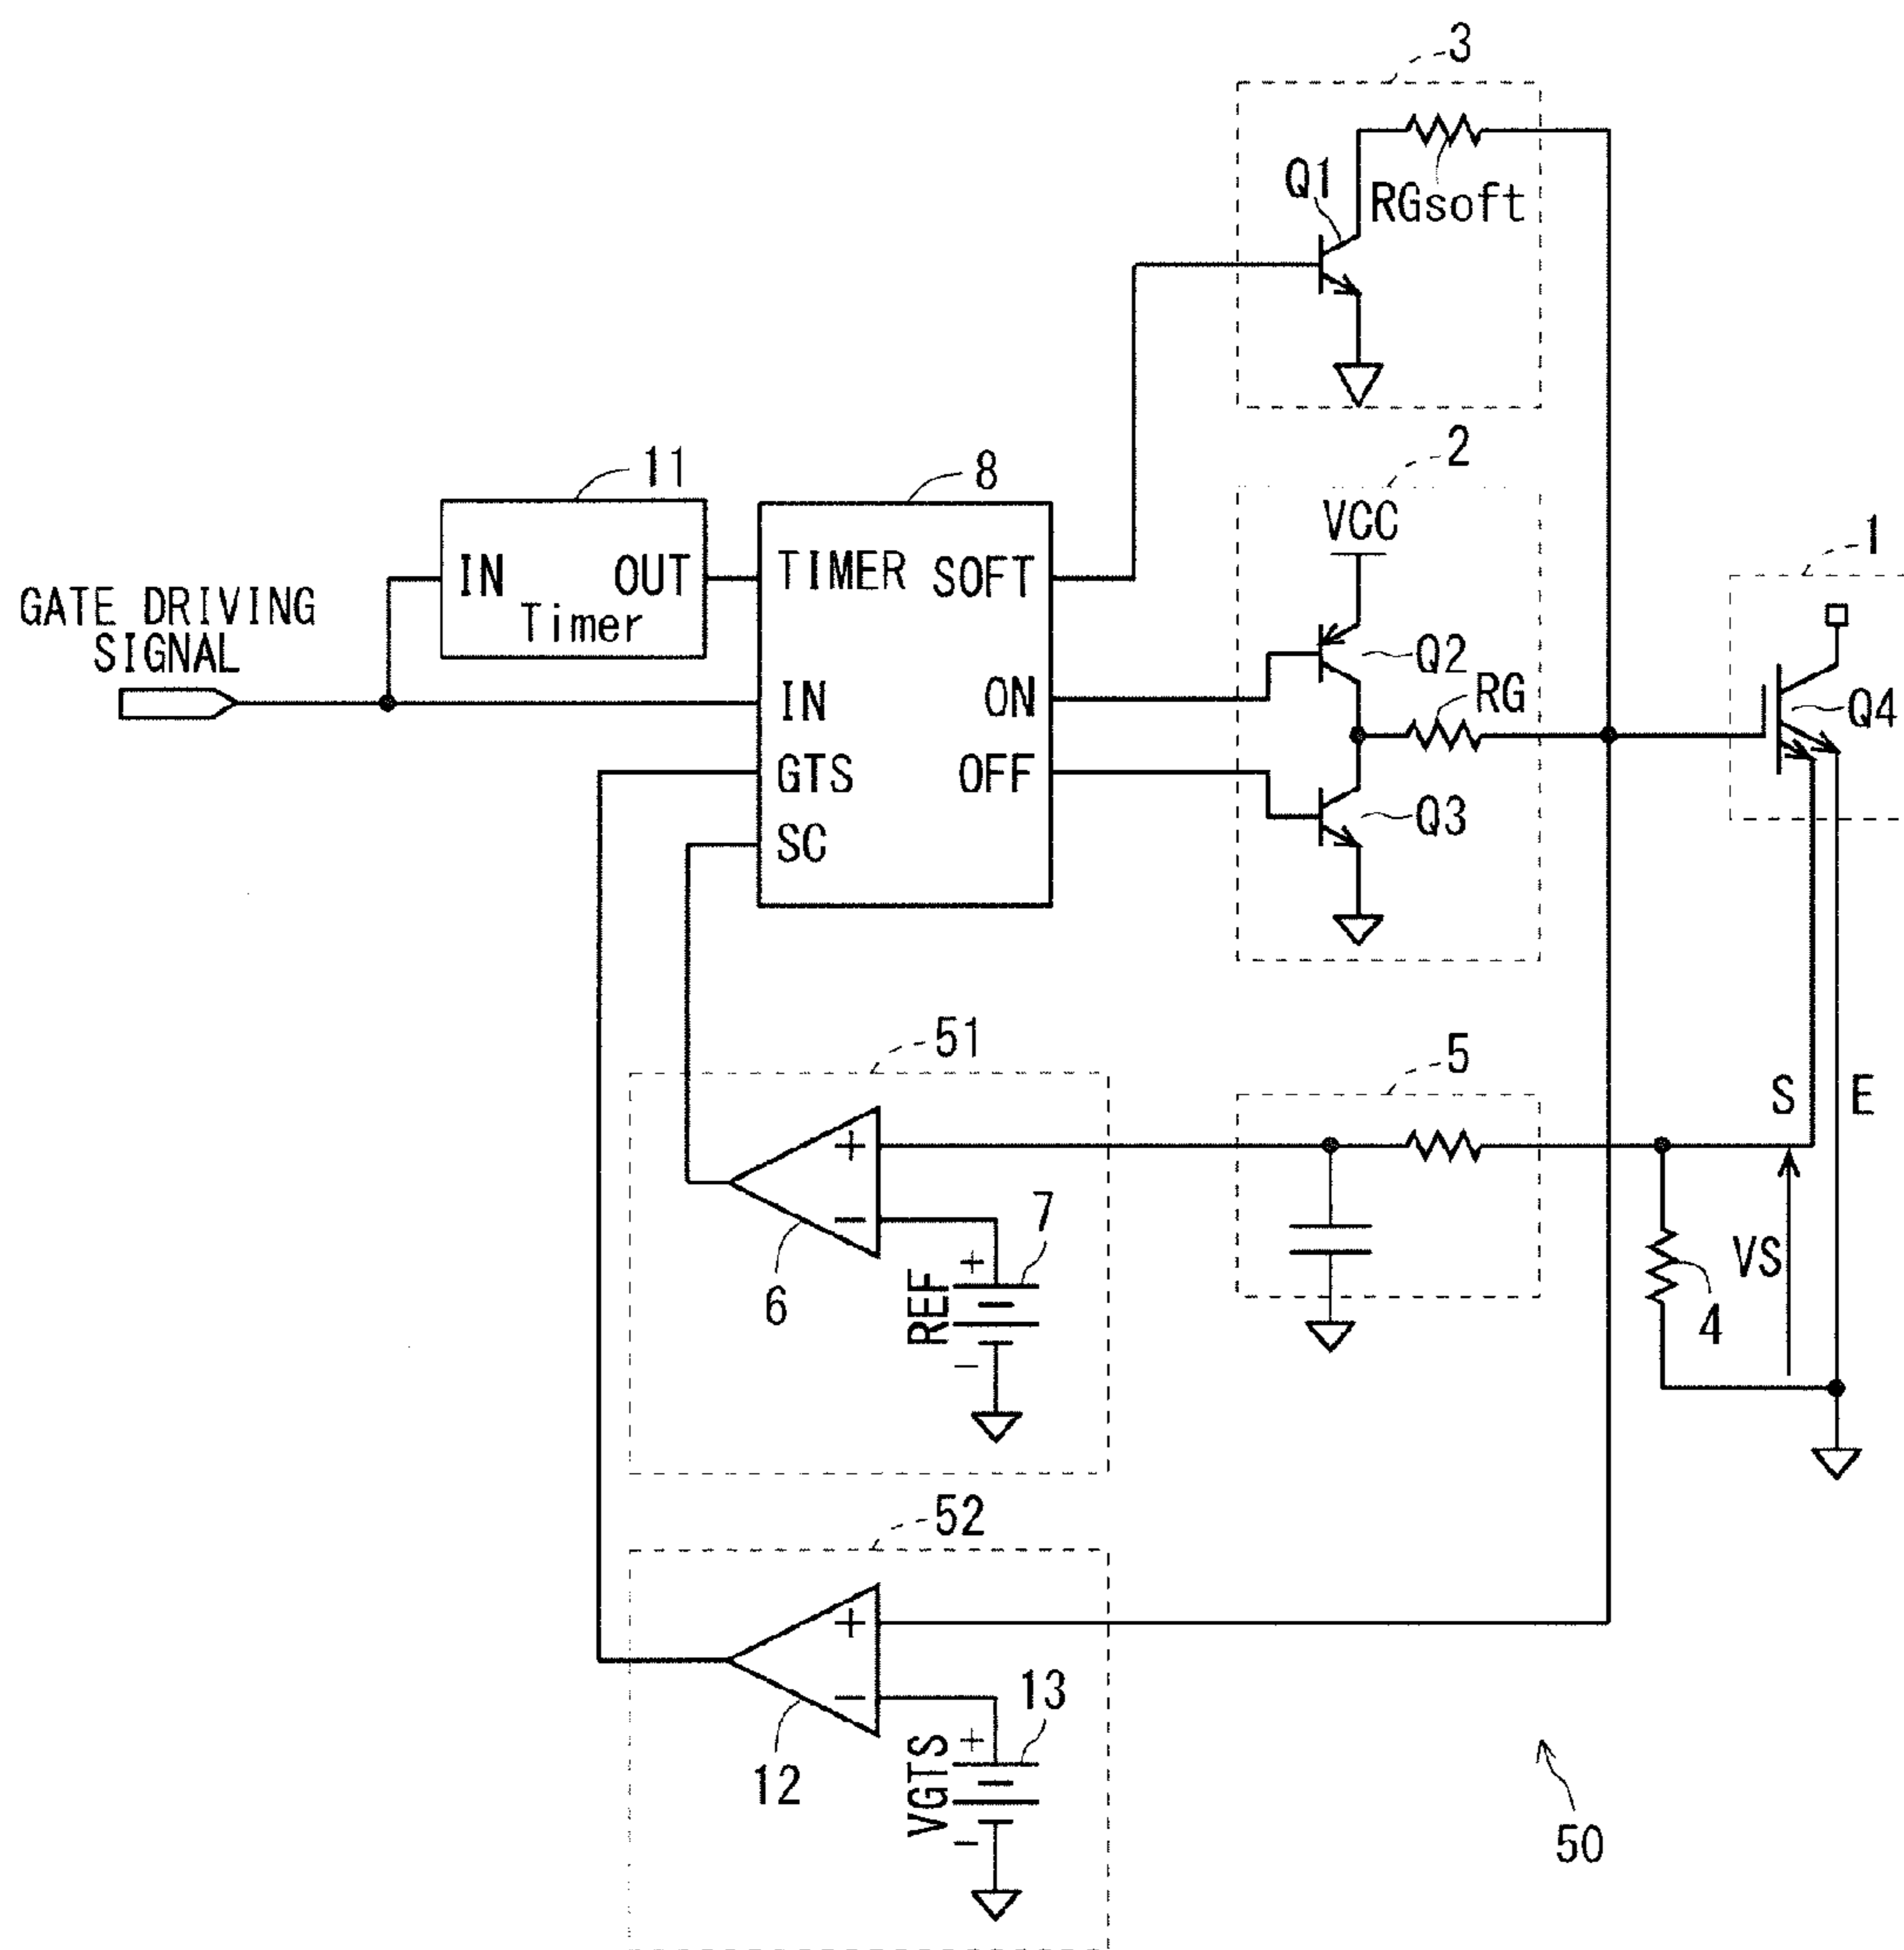 3
Q1
RGsoft
2
VCC
Q2
RG
Q3
1
Q4
11
IN OUT
Timer
8
TIMER SOFT
IN ON
GTS OFF
SC
GATE DRIVING
SIGNAL
51
+
−
6
7
+
REF
−
5
S E
VS
4
52
+
−
12
13
+
VGTS
−
50